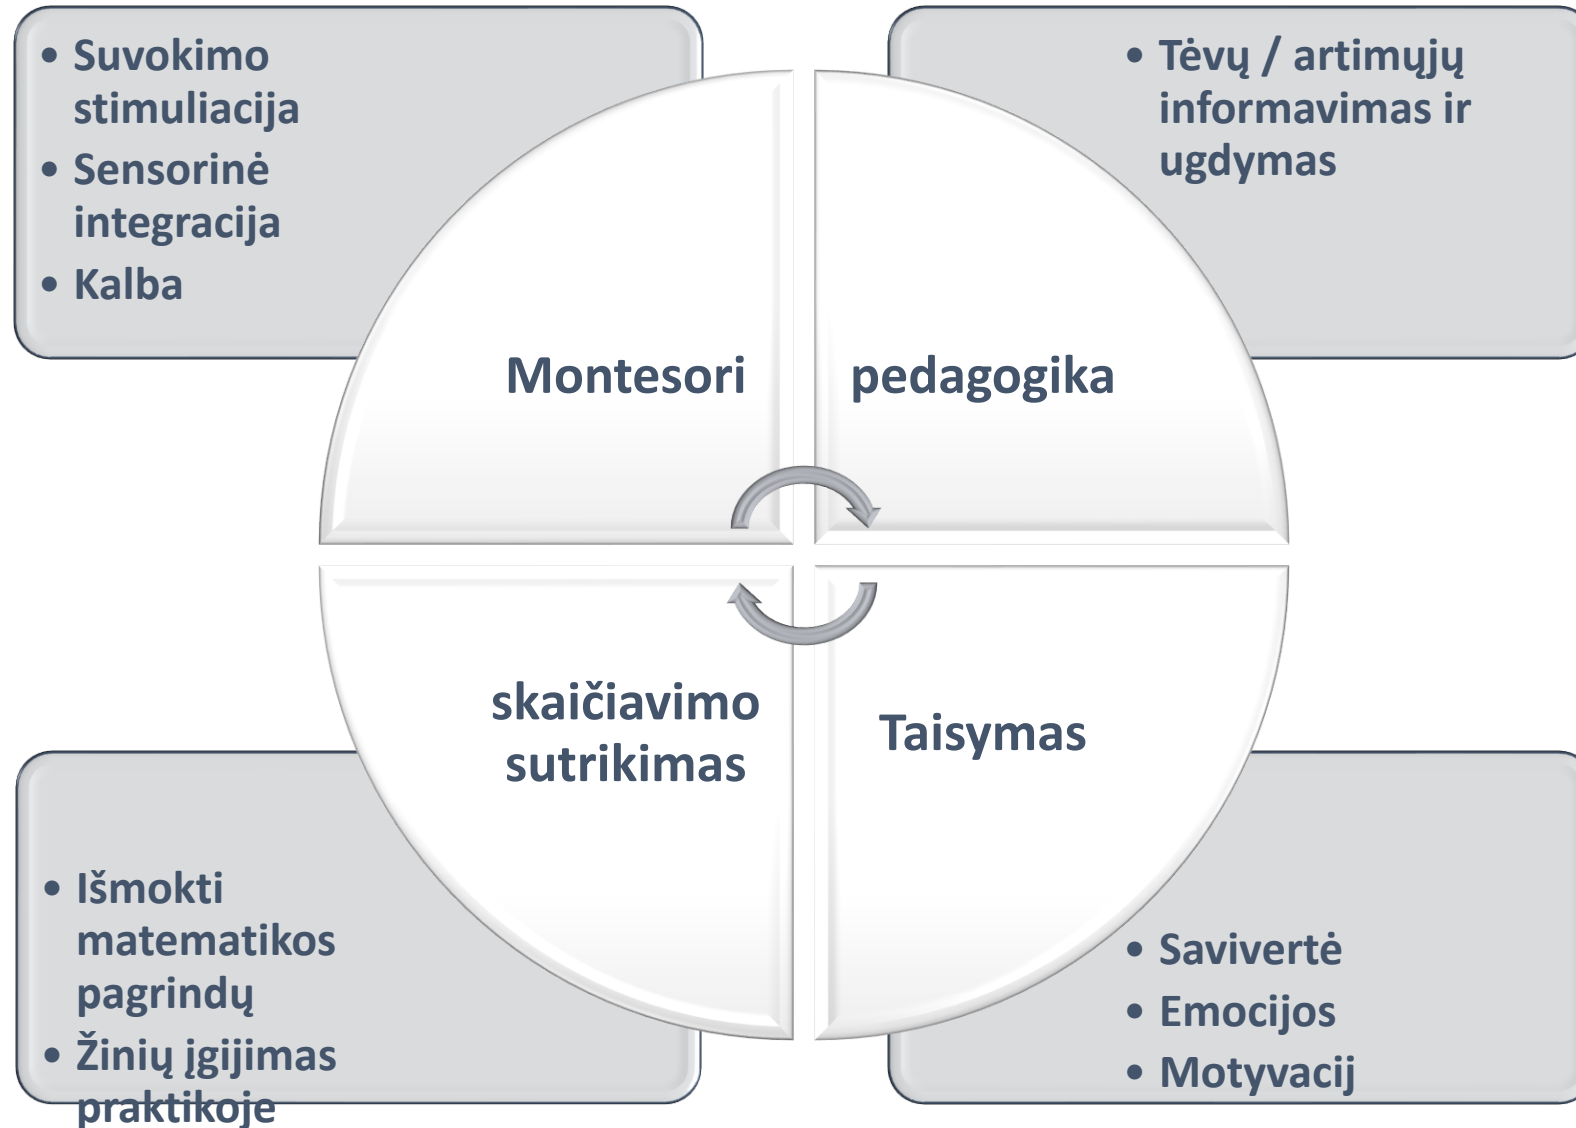 • Suvokimo
stimuliacija
• Sensorinė
integracija
• Kalba
• Tėvų / artimųjų
informavimas ir
ugdymas
Montesori
pedagogika
skaičiavimo
sutrikimas
Taisymas
• Išmokti
matematikos
pagrindų
• Žinių įgijimas
praktikoje
• Savivertė
• Emocijos
• Motyvacij